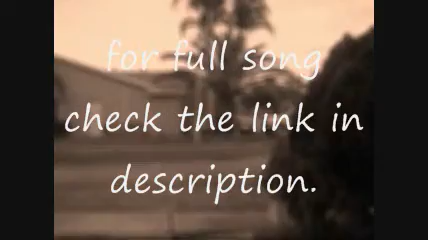 for full song
check the link in
description.